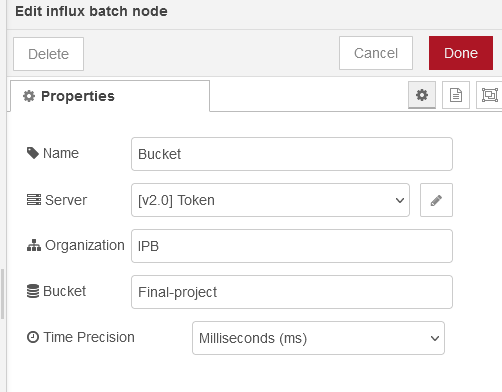 Edit influx batch node
Delete
Cancel
Done
Properties
Name
Bucket
Server
[v2.0] Token
Organization
IPB
Bucket
Final-project
Time Precision
Milliseconds (ms)